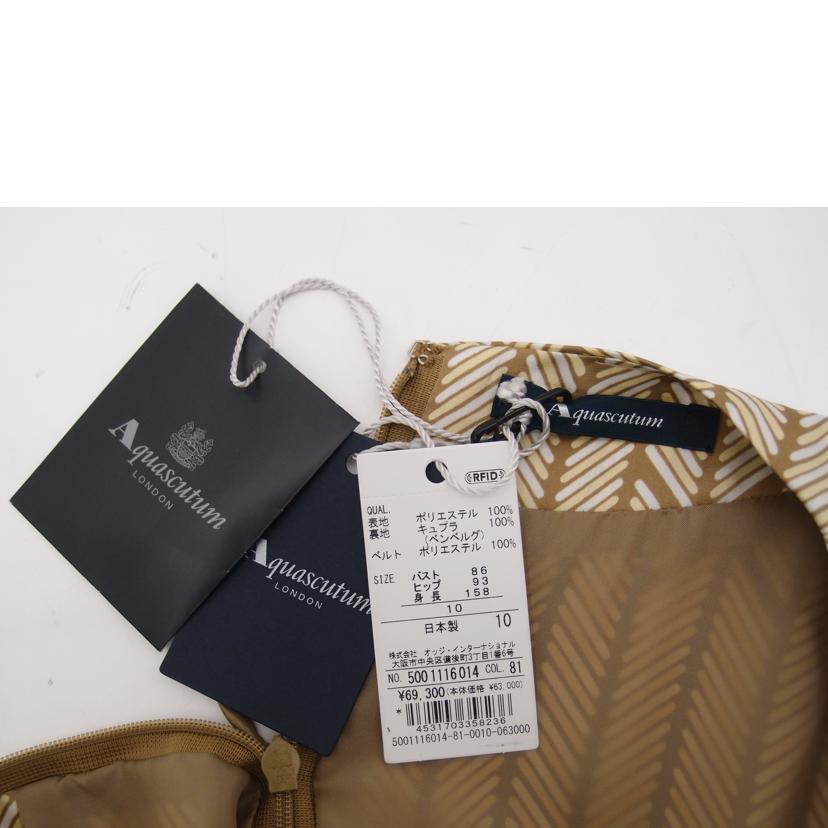 Aquascutum
LONDON
Aquascutum
LONDON
Aquascutum
RFID
QUAL.
表地 ポリエステル 100%
裏地 キュプラ 100%
(ベンベルグ)
ベルト ポリエステル 100%
SIZE バスト 86
ヒップ 93
身長 158
10
日本製 10
株式会社 オッジ・インターナショナル
大阪市中央区備後町3丁目1番6号
NO. 5001116014 COL. 81
¥69,300(本体価格 ¥63,000)
*
4531703358236
5001116014-81-0010-063000